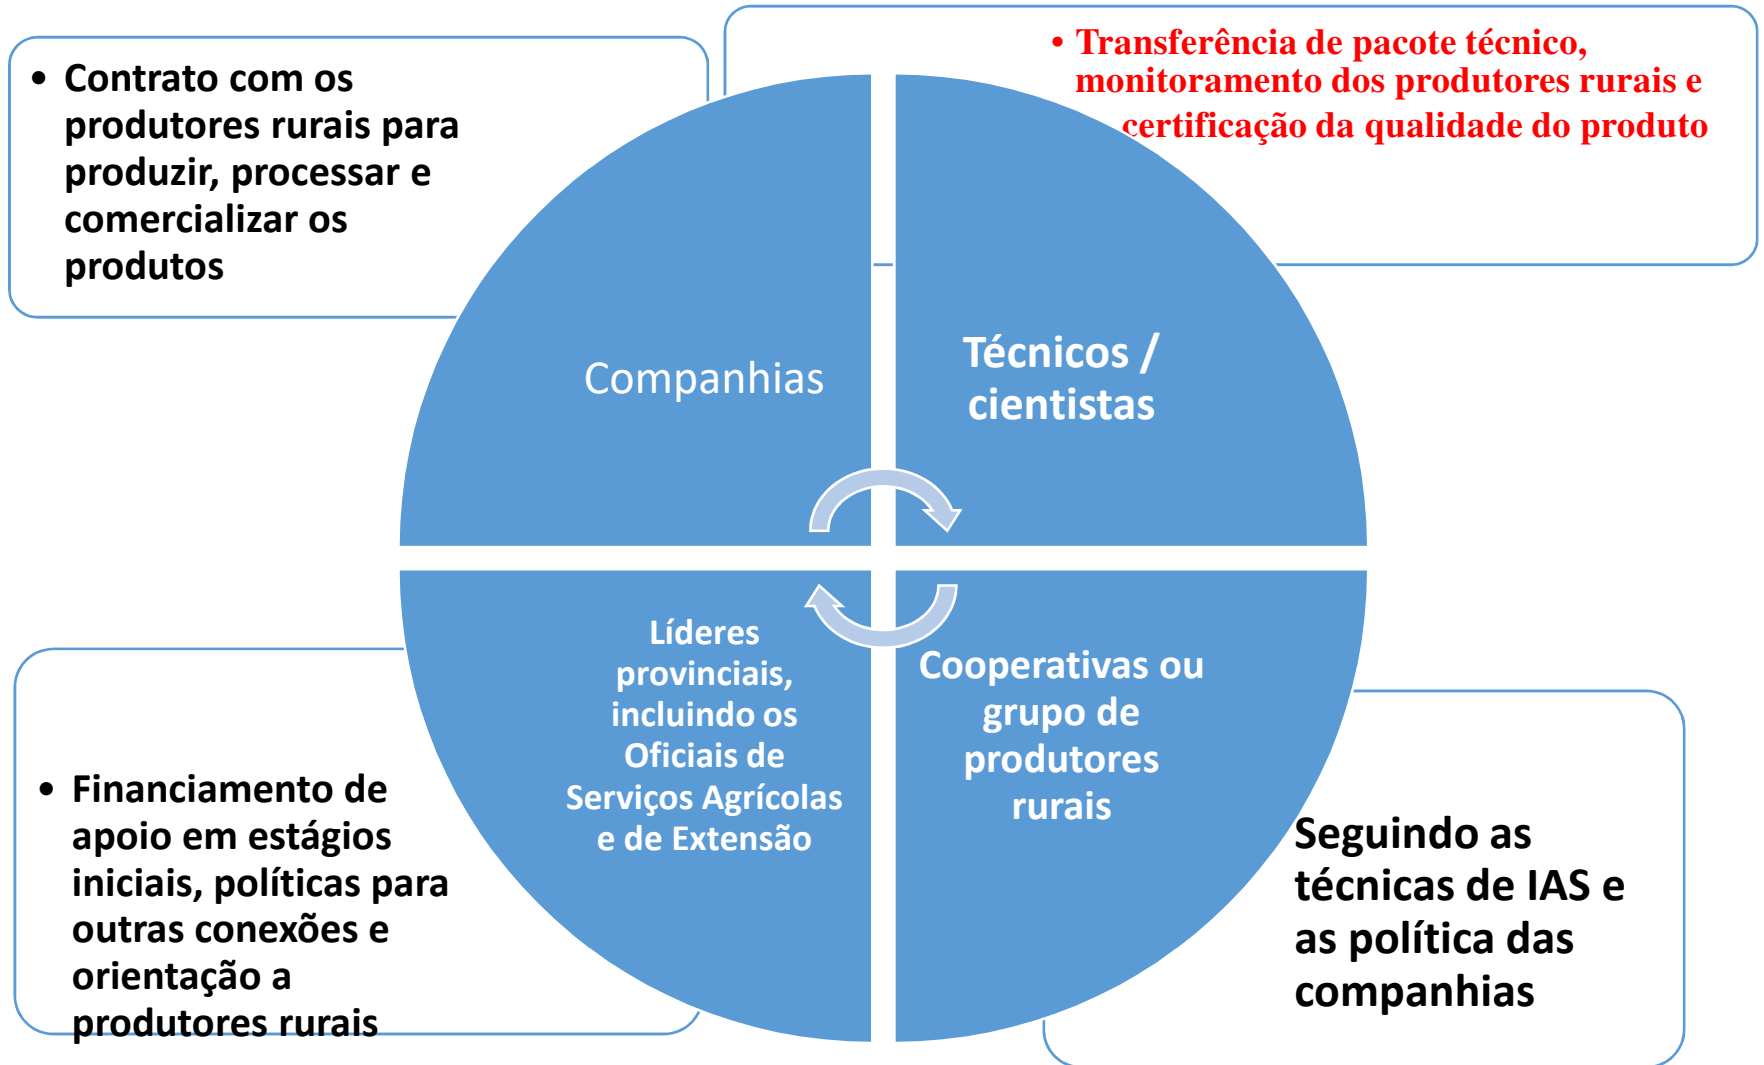 • Contrato com os
produtores rurais para
produzir, processar e
comercializar os
produtos
• Transferência de pacote técnico,
monitoramento dos produtores rurais e
certificação da qualidade do produto
Companhias
Técnicos /
cientistas
Líderes
provinciais,
incluindo os
Oficiais de
Serviços Agrícolas
e de Extensão
Cooperativas ou
grupo de
produtores
rurais
• Financiamento de
apoio em estágios
iniciais, políticas para
outras conexões e
orientação a
produtores rurais
Seguindo as
técnicas de IAS e
as política das
companhias